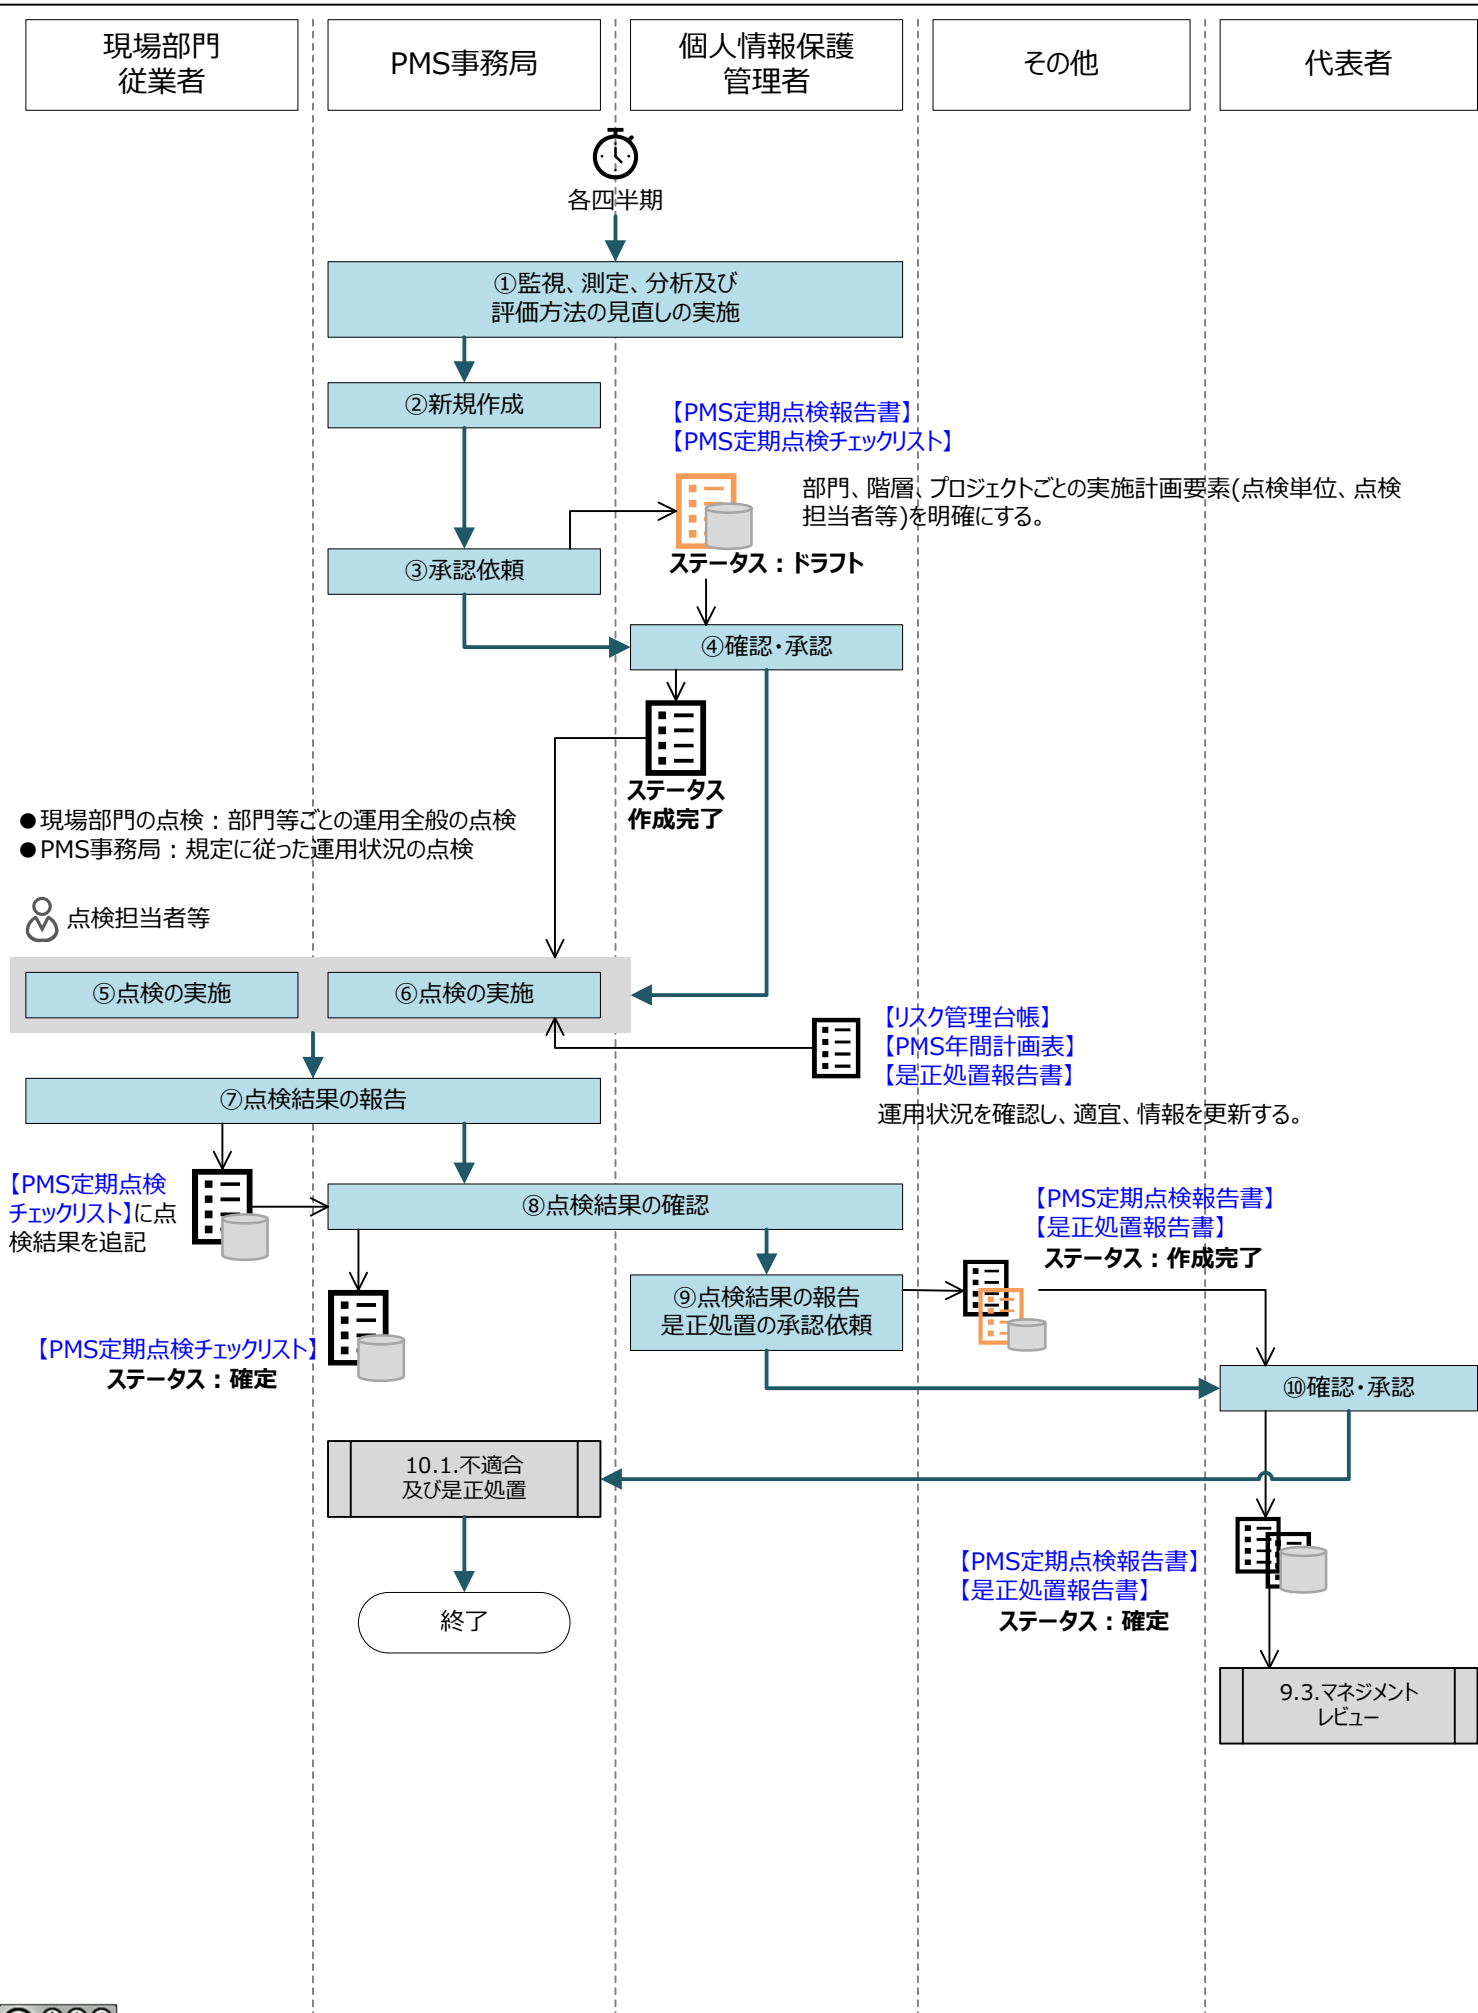 現場部門
従業者
PMS事務局
個人情報保護
管理者
その他
代表者
各四半期
①監視、測定、分析及び
評価方法の見直しの実施
②新規作成
【PMS定期点検報告書】
【PMS定期点検チェックリスト】
部門、階層、プロジェクトごとの実施計画要素(点検単位、点検
担当者等)を明確にする。
③承認依頼
ステータス：ドラフト
④確認・承認
ステータス
作成完了
●現場部門の点検：部門等ごとの運用全般の点検
●PMS事務局：規定に従った運用状況の点検
点検担当者等
⑤点検の実施
⑥点検の実施
【リスク管理台帳】
【PMS年間計画表】
【是正処置報告書】
運用状況を確認し、適宜、情報を更新する。
⑦点検結果の報告
【PMS定期点検
チェックリスト】に点
検結果を追記
⑧点検結果の確認
【PMS定期点検報告書】
【是正処置報告書】
ステータス：作成完了
⑨点検結果の報告
是正処置の承認依頼
【PMS定期点検チェックリスト】
ステータス：確定
⑩確認・承認
10.1.不適合
及び是正処置
【PMS定期点検報告書】
【是正処置報告書】
ステータス：確定
終了
9.3.マネジメント
レビュー